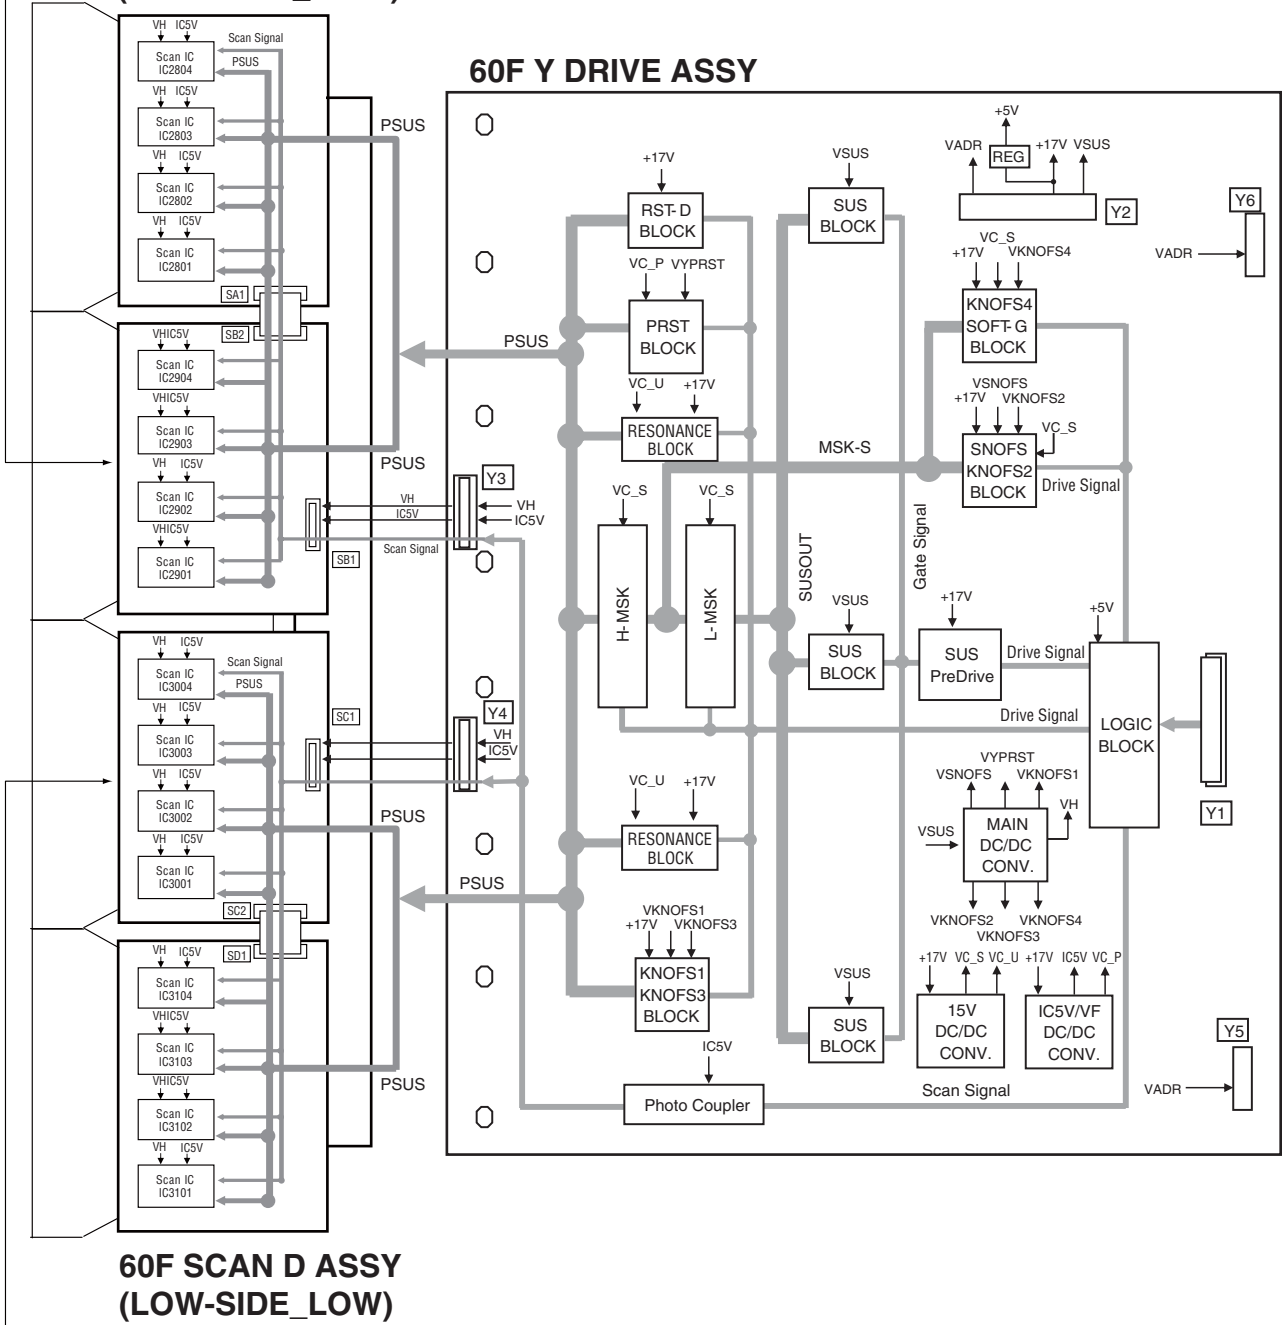 VH IC5V
Scan Signal
Scan IC
IC2804
PSUS
VH IC5V
Scan IC
IC2803
VH IC5V
Scan IC
IC2802
VH IC5V
Scan IC
IC2801
SA1
SB2
VHIC5V
Scan IC
IC2904
VHIC5V
Scan IC
IC2903
VH IC5V
Scan IC
IC2902
VHIC5V
Scan IC
IC2901
SB1
VH
IC5V
Scan Signal
PSUS
PSUS
VH IC5V
Scan Signal
Scan IC
IC3004
PSUS
VH IC5V
Scan IC
IC3003
VH IC5V
Scan IC
IC3002
VH IC5V
Scan IC
IC3001
SC1
SC2
SD1
VH IC5V
Scan IC
IC3104
VHIC5V
Scan IC
IC3103
VHIC5V
Scan IC
IC3102
VH IC5V
Scan IC
IC3101
PSUS
PSUS
60F SCAN D ASSY
(LOW-SIDE_LOW)
60F Y DRIVE ASSY
+17V
RST-D
BLOCK
VC_P VYPRST
PRST
BLOCK
PSUS
VC_U +17V
RESONANCE
BLOCK
Y3
VH
IC5V
Y4
VH
IC5V
VC_S
H-MSK
VC_S
L-MSK
MSK-S
SUSOUT
Gate Signal
VC_U +17V
RESONANCE
BLOCK
PSUS
VKNOFS1
+17V VKNOFS3
KNOFS1
KNOFS3
BLOCK
IC5V
Photo Coupler
VSUS
SUS
BLOCK
VSUS
SUS
BLOCK
VSUS
SUS
BLOCK
+5V
VADR
REG
+17V VSUS
Y2
Y6
VADR
VC_S
+17V VKNOFS4
KNOFS4
SOFT-G
BLOCK
VSNOFS
+17V VKNOFS2
VC_S
SNOFS
KNOFS2
BLOCK
Drive Signal
+17V
SUS
PreDrive
Drive Signal
+5V
LOGIC
BLOCK
Drive Signal
Y1
VYPRST
VSNOFS VKNOFS1
VH
VSUS
MAIN
DC/DC
CONV.
VKNOFS2 VKNOFS4
VKNOFS3
+17V VC_S VC_U
15V
DC/DC
CONV.
+17V IC5V VC_P
IC5V/VF
DC/DC
CONV.
Scan Signal
Y5
VADR